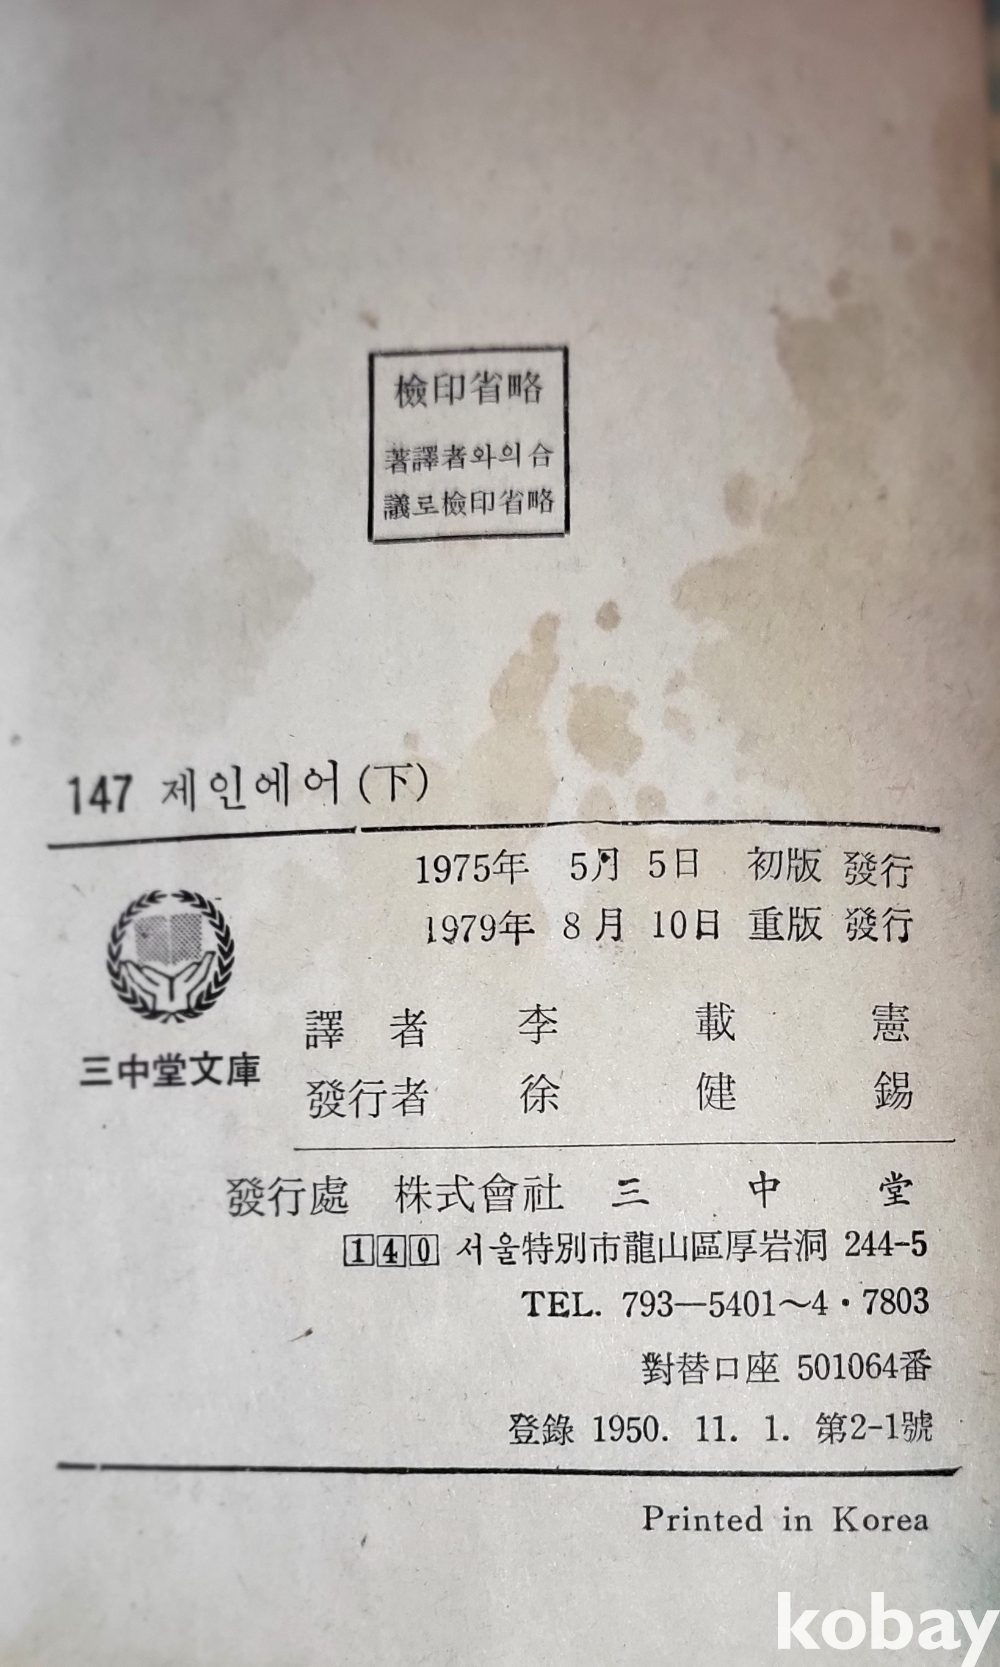 檢印省略
著譯者와의 合
議로 檢印省略
147 제인에어(下)
1975年 5月 5日 初版 發行
1979年 8月 10日 重版 發行
三中堂文庫
譯者 李載憲
發行者 徐健錫
發行處 株式會社 三中堂
140 서울特別市龍山區厚岩洞 244-5
TEL. 793—5401～4・7803
對替口座 501064番
登錄 1950. 11. 1. 第2-1號
Printed in Korea
kobay